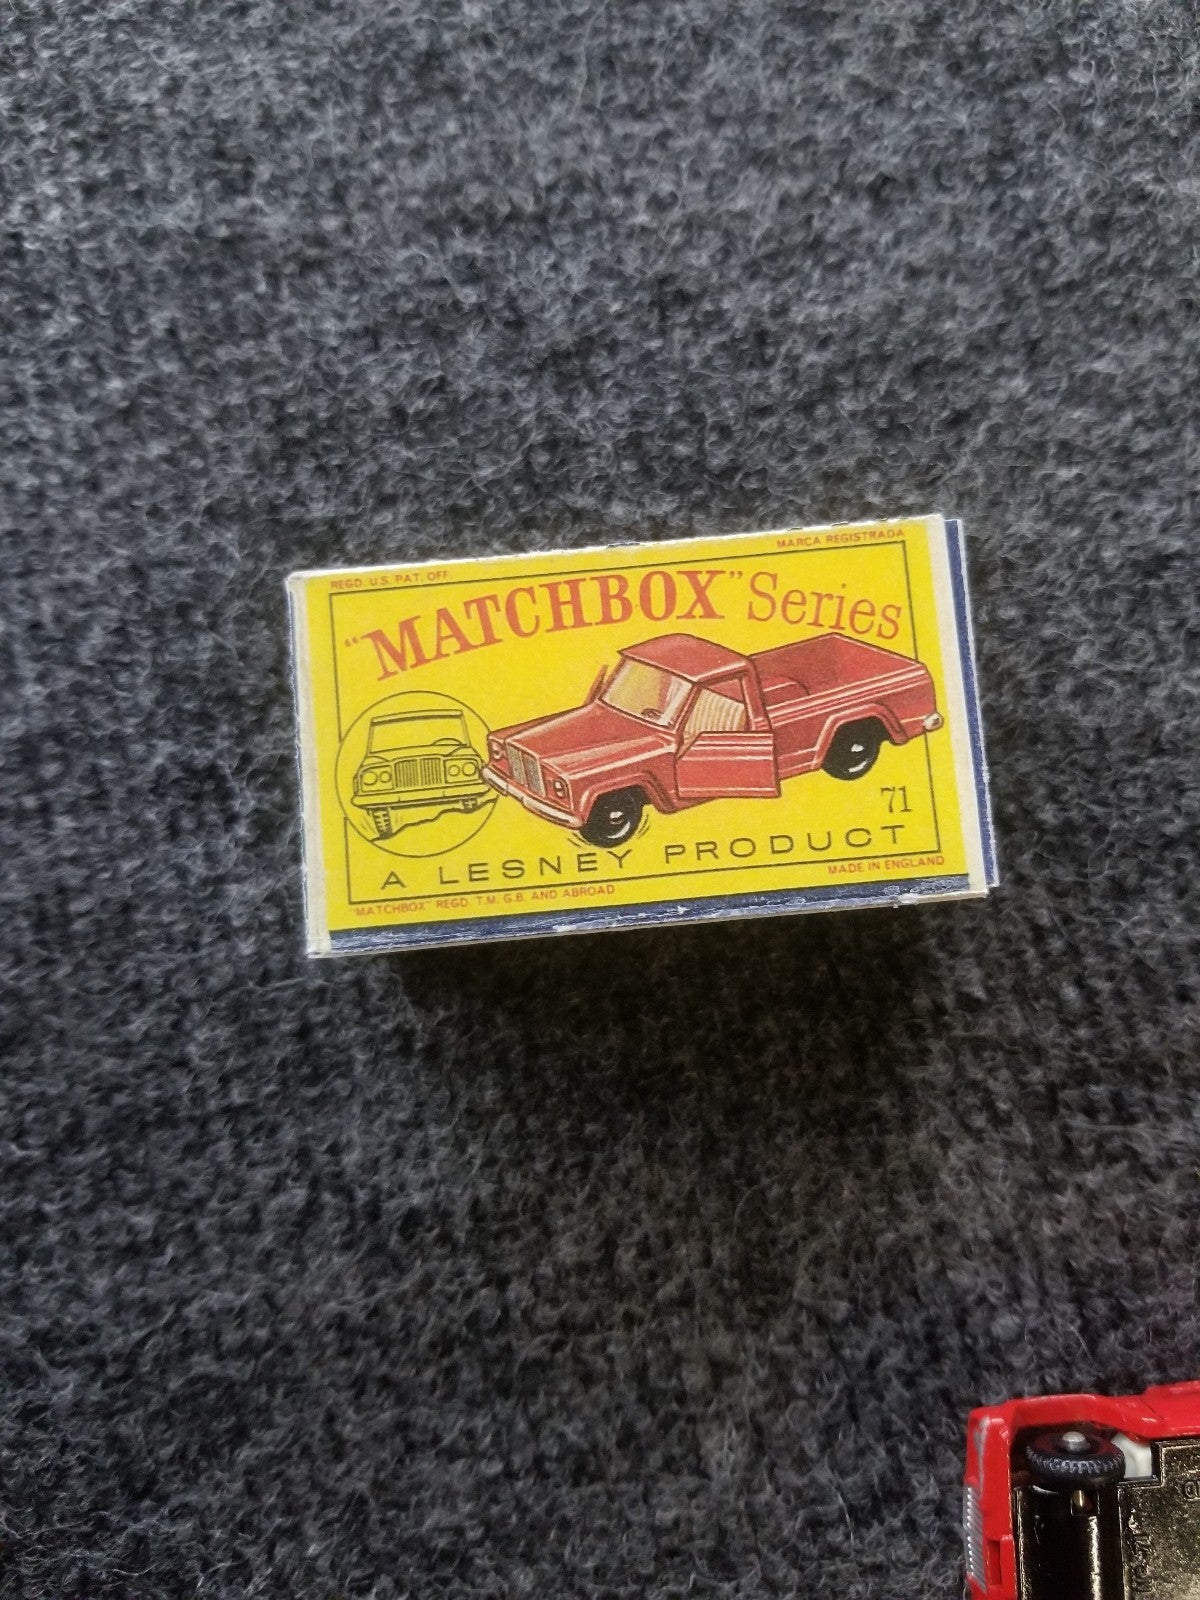 REGD. U.S. PAT. OFF.
MARCA REGISTRADA
"MATCHBOX" Series
71
A LESNEY PRODUCT
"MATCHBOX" REGD. T.M. G.B. AND ABROAD
MADE IN ENGLAND